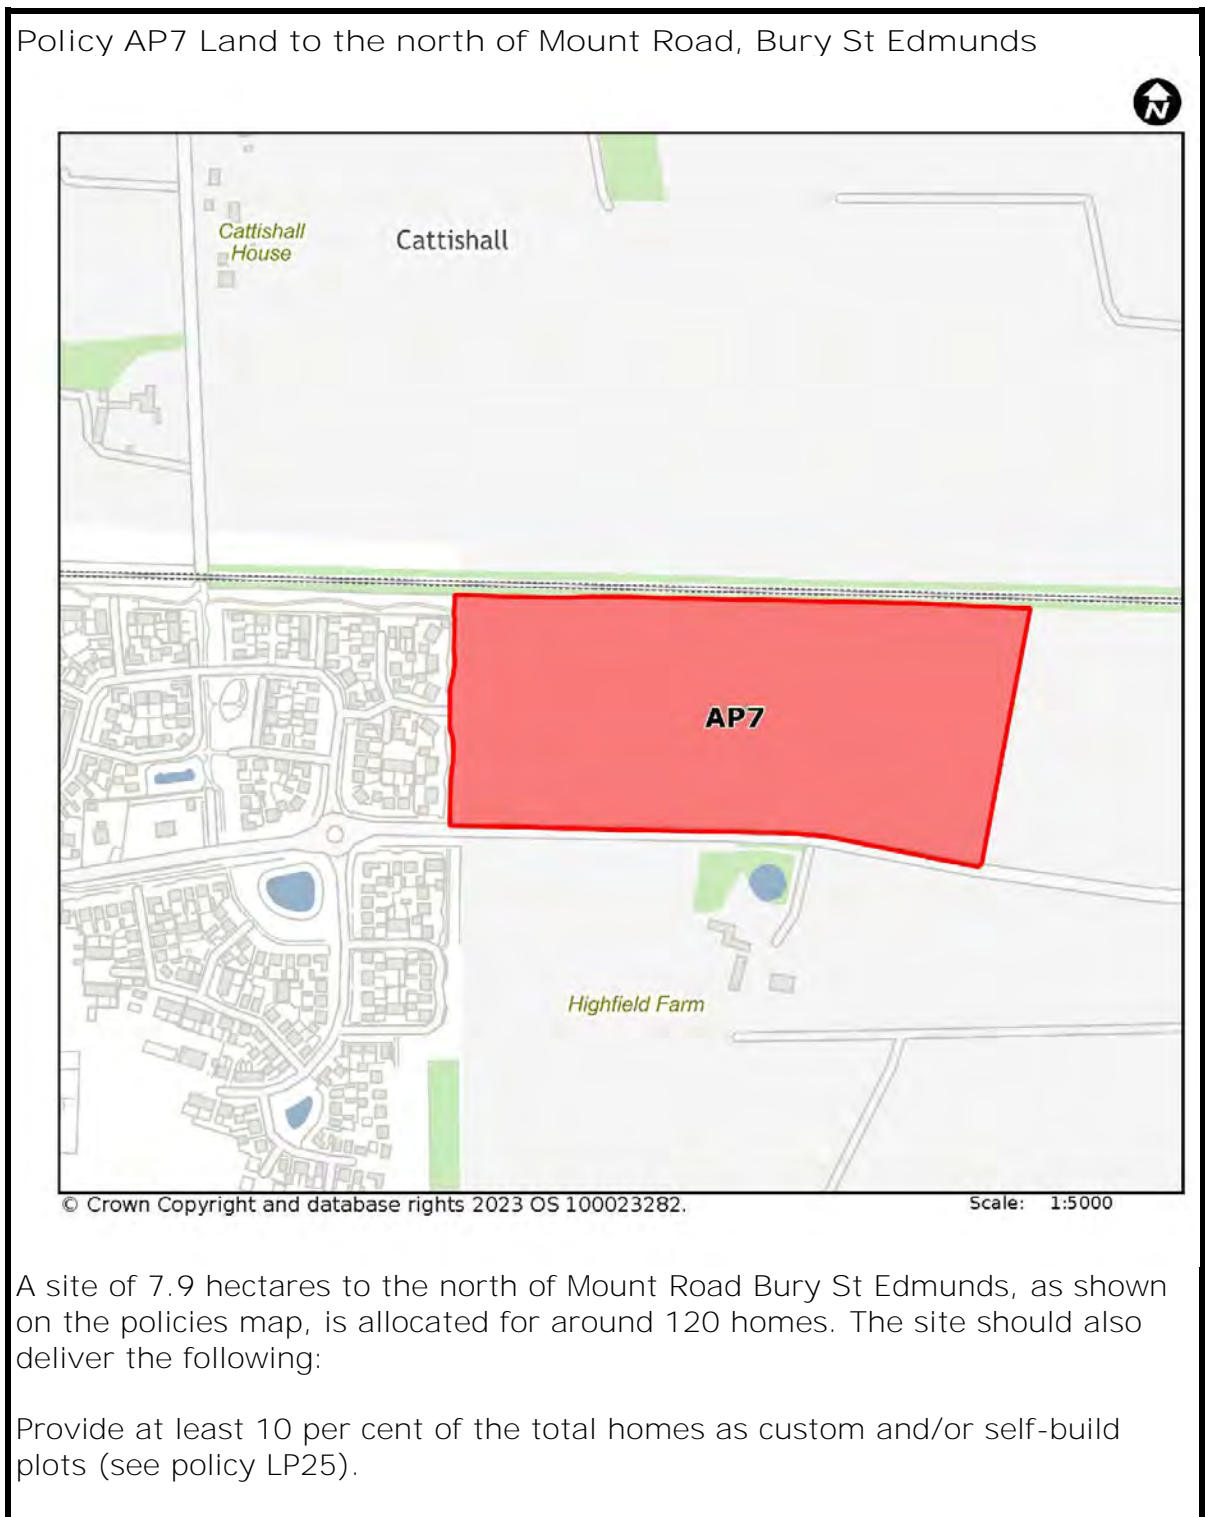 Policy AP7 Land to the north of Mount Road, Bury St Edmunds
N
Cattishall
House
Cattishall
AP7
Highfield Farm
© Crown Copyright and database rights 2023 OS 100023282.
Scale: 1:5000
A site of 7.9 hectares to the north of Mount Road Bury St Edmunds, as shown
on the policies map, is allocated for around 120 homes. The site should also
deliver the following:
Provide at least 10 per cent of the total homes as custom and/or self-build
plots (see policy LP25).